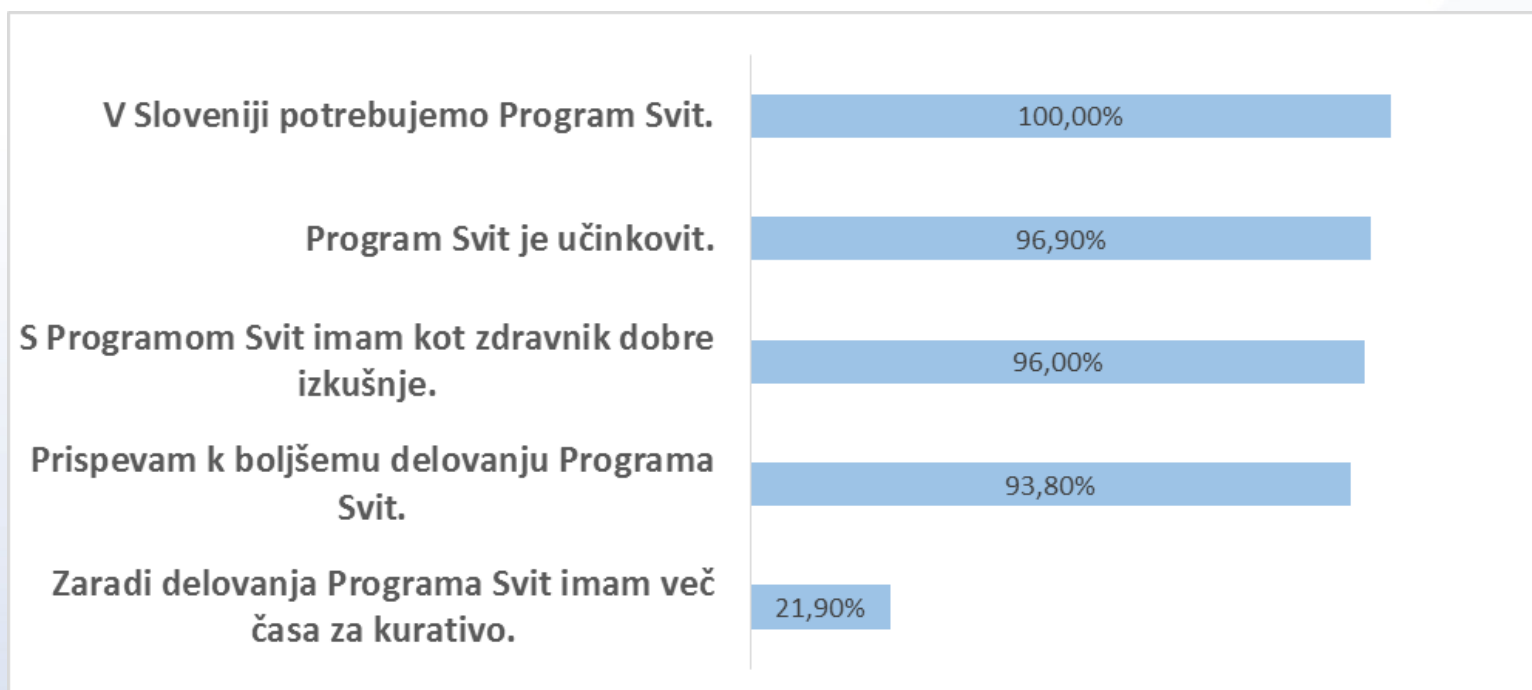 V Sloveniji potrebujemo Program Svit.
100,00%
Program Svit je učinkovit.
96,90%
S Programom Svit imam kot zdravnik dobre
izkušnje.
96,00%
Prispevam k boljšemu delovanju Programa
Svit.
93,80%
Zaradi delovanja Programa Svit imam več
časa za kurativo.
21,90%